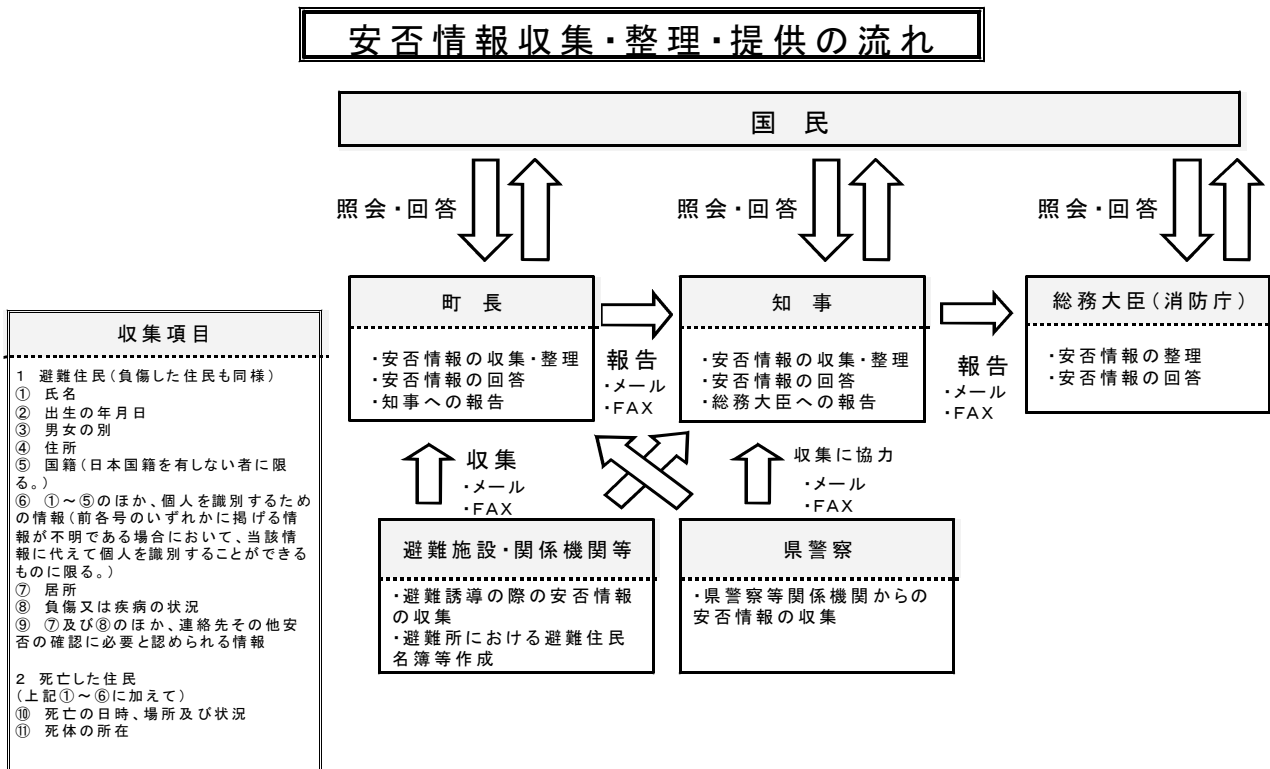 安否情報収集・整理・提供の流れ
国　民
照会・回答
照会・回答
照会・回答
町　長
・安否情報の収集・整理
・安否情報の回答
・知事への報告
報告
・メール
・FAX
知　事
・安否情報の収集・整理
・安否情報の回答
・総務大臣への報告
報告
・メール
・FAX
総務大臣（消防庁）
・安否情報の整理
・安否情報の回答
収集
・メール
・FAX
収集に協力
・メール
・FAX
避難施設・関係機関等
・避難誘導の際の安否情報
の収集
・避難所における避難住民
名簿等作成
県警察
・県警察等関係機関からの
安否情報の収集
収集項目
1　避難住民（負傷した住民も同様）
①　氏名
②　出生の年月日
③　男女の別
④　住所
⑤　国籍（日本国籍を有しない者に限
る。）
⑥　①～⑤のほか、個人を識別するため
の情報（前各号のいずれかに掲げる情
報が不明である場合において、当該情
報に代えて個人を識別することができる
ものに限る。）
⑦　居所
⑧　負傷又は疾病の状況
⑨　⑦及び⑧のほか、連絡先その他安
否の確認に必要と認められる情報
2　死亡した住民
（上記①～⑥に加えて）
⑩　死亡の日時、場所及び状況
⑪　死体の所在